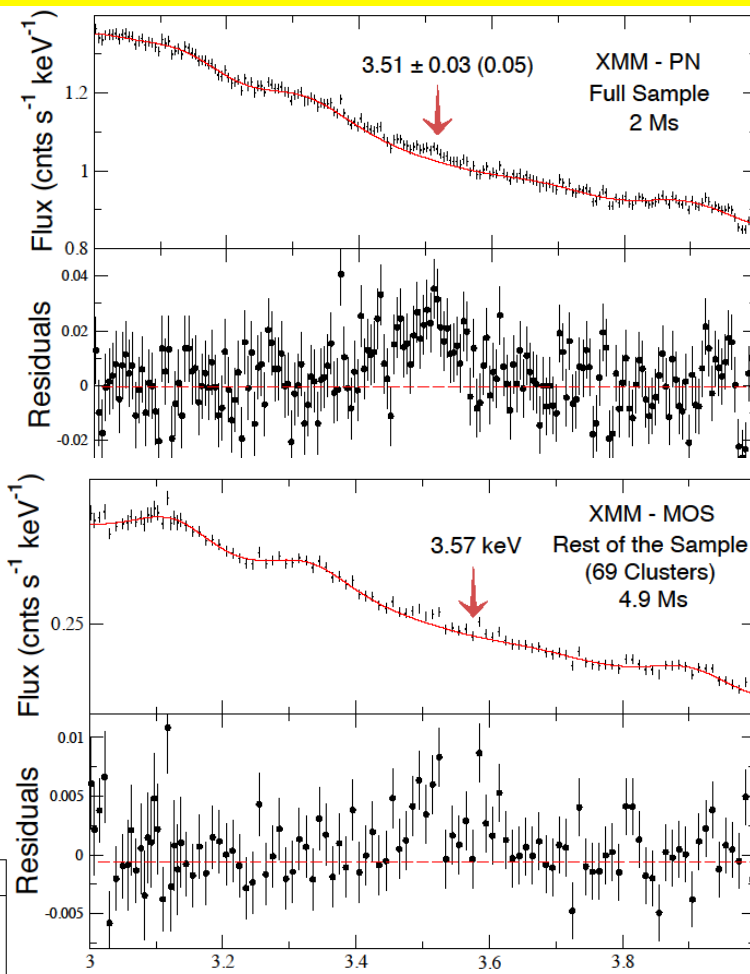 Flux (cnts s⁻¹ keV⁻¹)
1.2
1
0.8
3.51 ± 0.03 (0.05)
XMM - PN
Full Sample
2 Ms
Residuals
0.04
0.02
0
-0.02
Flux (cnts s⁻¹ keV⁻¹)
0.25
3.57 keV
XMM - MOS
Rest of the Sample
(69 Clusters)
4.9 Ms
Residuals
0.01
0.005
0
-0.005
3 3.2 3.4 3.6 3.8